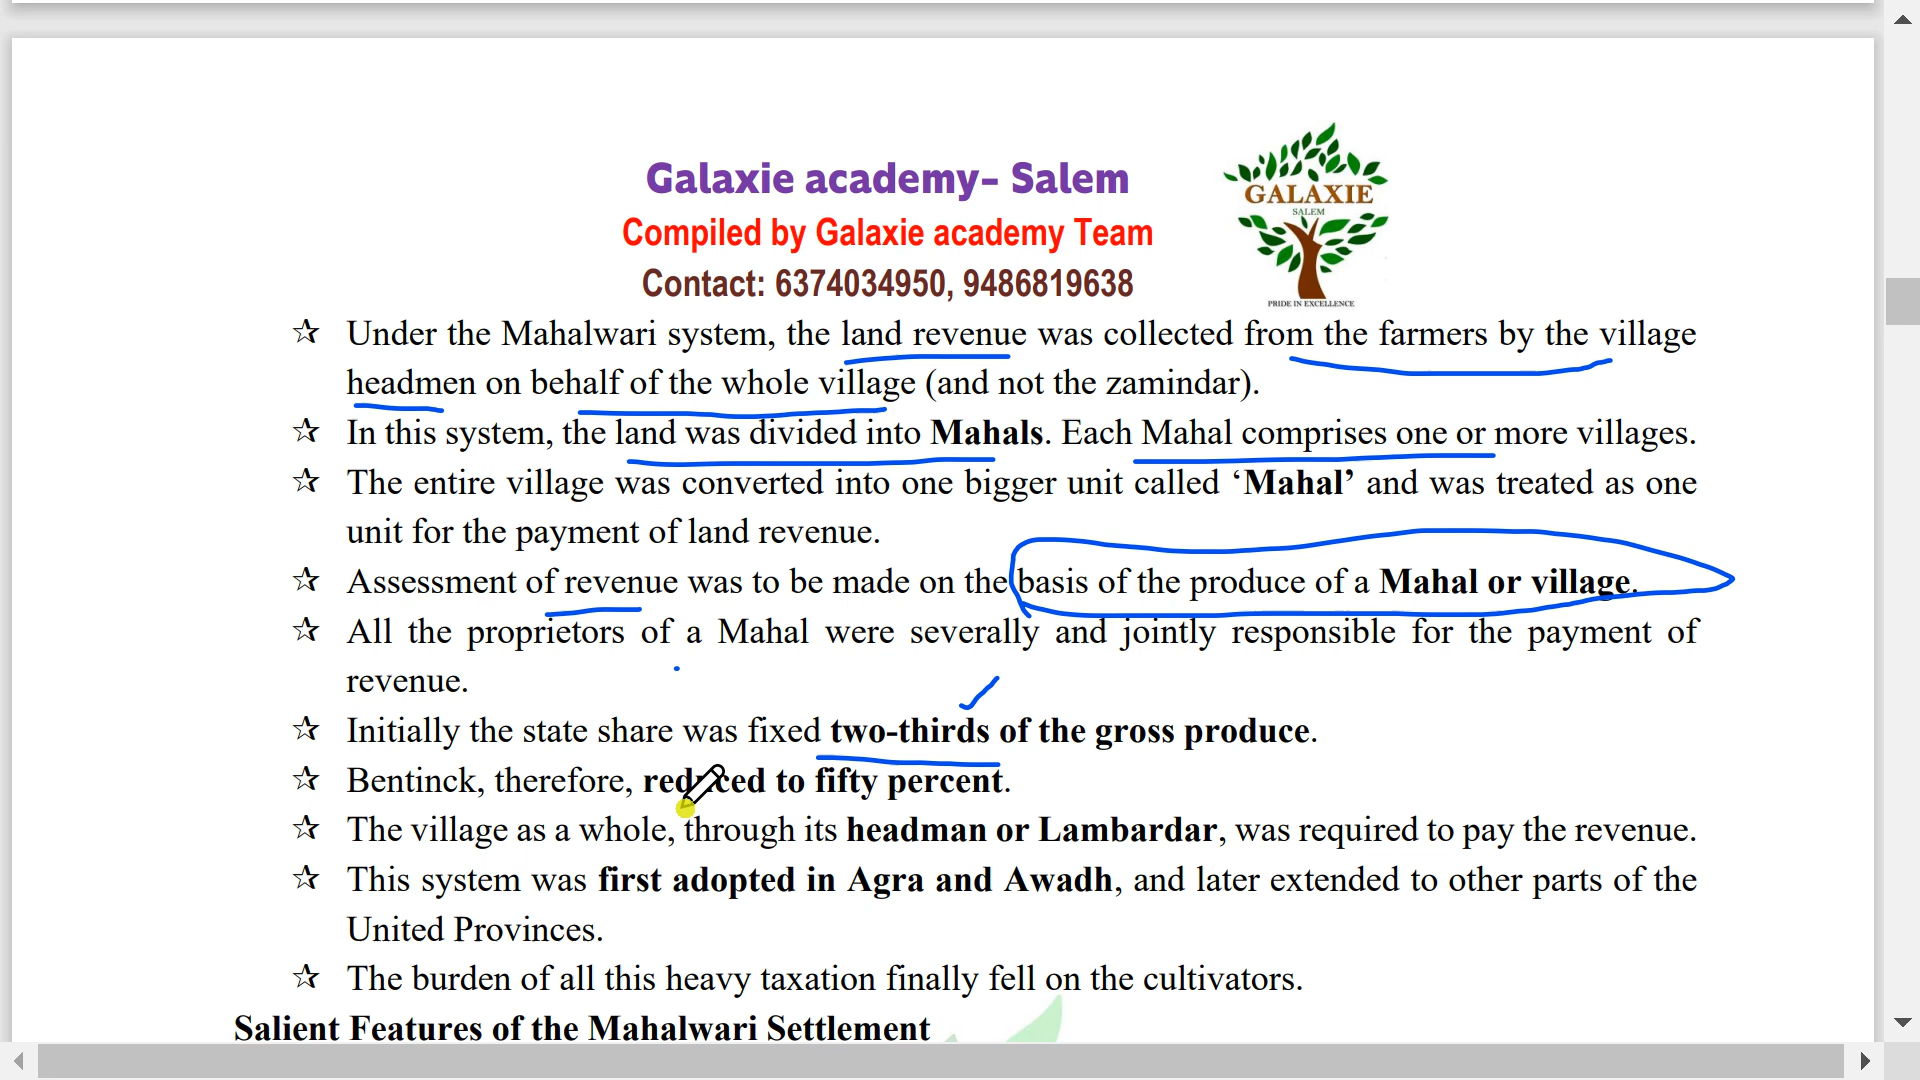 Galaxie academy– Salem
Compiled by Galaxie academy Team
Contact: 6374034950, 9486819638
GALAXIE
SALEM
PRIDE IN EXCELLENCE
☆ Under the Mahalwari system, the land revenue was collected from the farmers by the village
headmen on behalf of the whole village (and not the zamindar).
☆ In this system, the land was divided into Mahals. Each Mahal comprises one or more villages.
☆ The entire village was converted into one bigger unit called ‘Mahal’ and was treated as one
unit for the payment of land revenue.
☆ Assessment of revenue was to be made on the basis of the produce of a Mahal or village.
☆ All the proprietors of a Mahal were severally and jointly responsible for the payment of
revenue.
☆ Initially the state share was fixed two-thirds of the gross produce.
☆ Bentinck, therefore, reduced to fifty percent.
☆ The village as a whole, through its headman or Lambardar, was required to pay the revenue.
☆ This system was first adopted in Agra and Awadh, and later extended to other parts of the
United Provinces.
☆ The burden of all this heavy taxation finally fell on the cultivators.
Salient Features of the Mahalwari Settlement